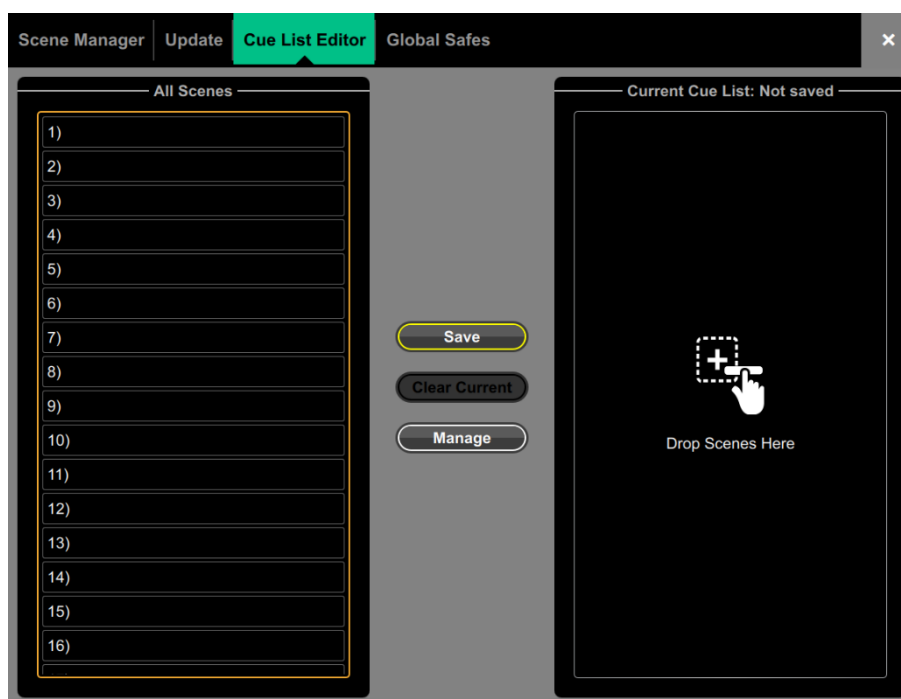 Scene Manager Update Cue List Editor Global Safes ×
All Scenes
1)
2)
3)
4)
5)
6)
7)
8)
9)
10)
11)
12)
13)
14)
15)
16)
Save
Clear Current
Manage
Current Cue List: Not saved
Drop Scenes Here